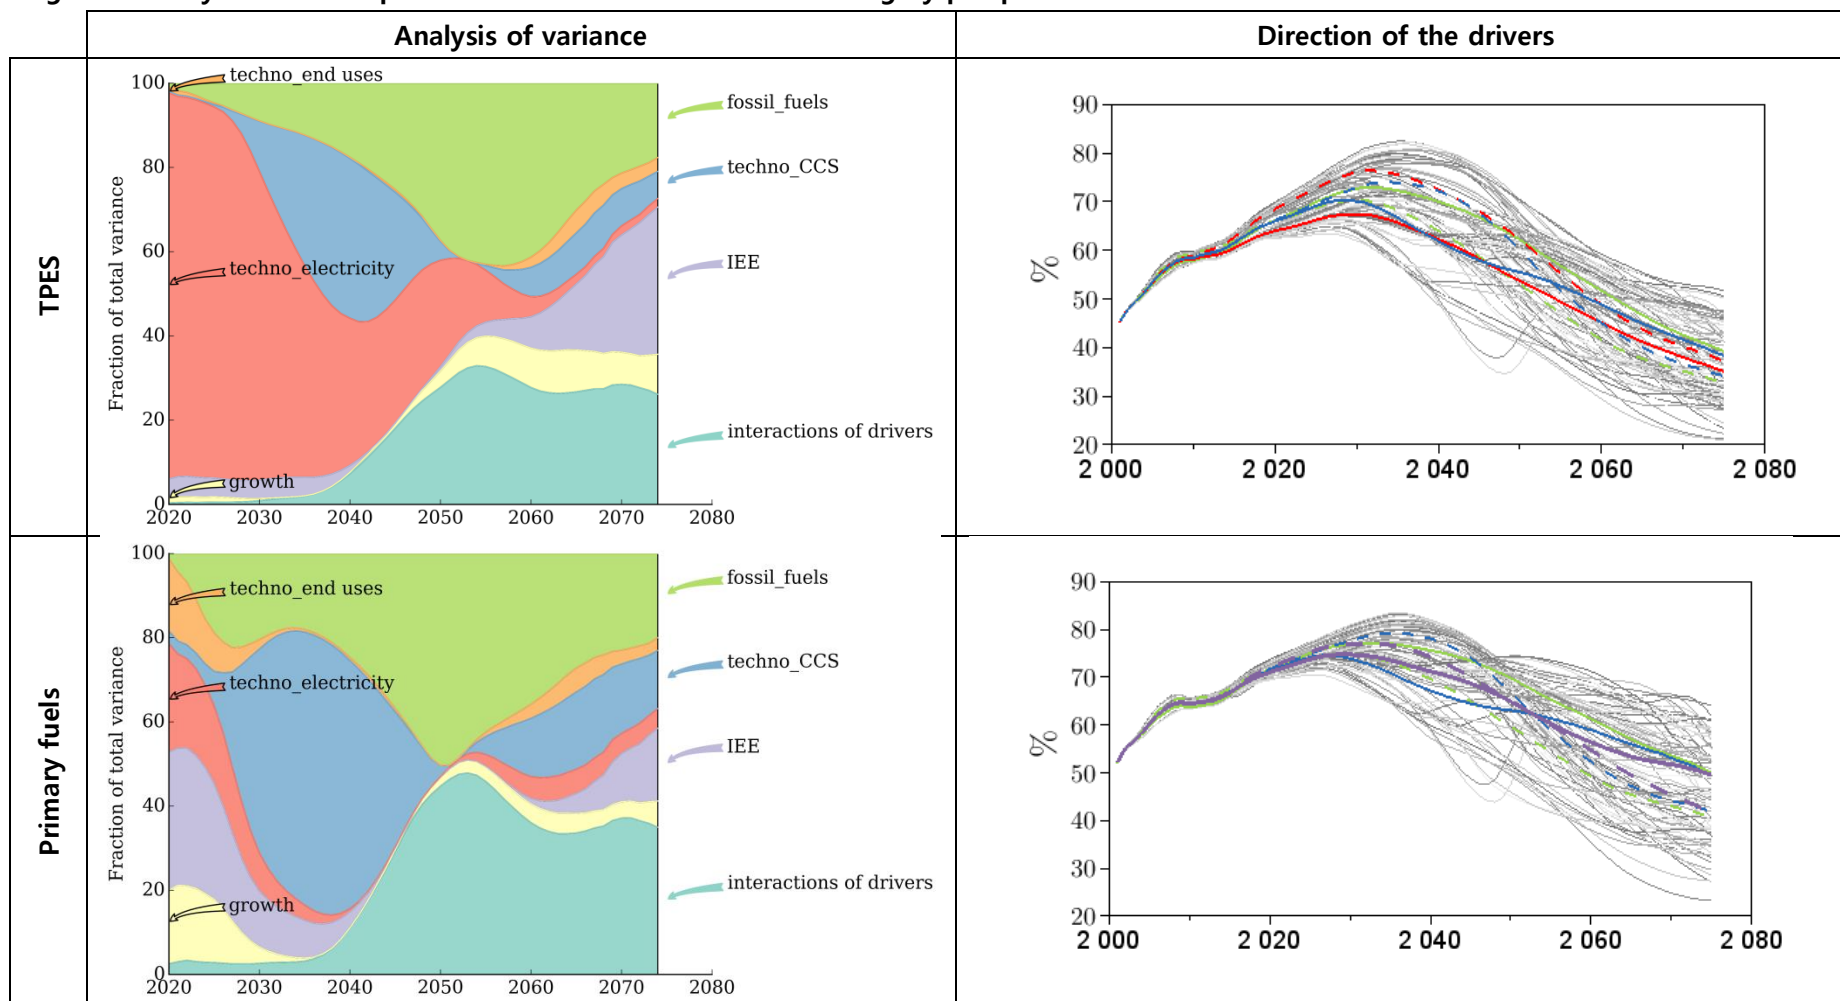 Analysis of variance
Direction of the drivers
TPES
100
80
60
40
20
0
Fraction of total variance
techno_end uses
techno_electricity
growth
fossil_fuels
techno_CCS
IEE
interactions of drivers
2020 2030 2040 2050 2060 2070 2080
90
80
70
60
50
40
30
20
%
2 000 2 020 2 040 2 060 2 080
Primary fuels
100
80
60
40
20
0
Fraction of total variance
techno_end uses
techno_electricity
growth
fossil_fuels
techno_CCS
IEE
interactions of drivers
2020 2030 2040 2050 2060 2070 2080
90
80
70
60
50
40
30
20
%
2 000 2 020 2 040 2 060 2 080